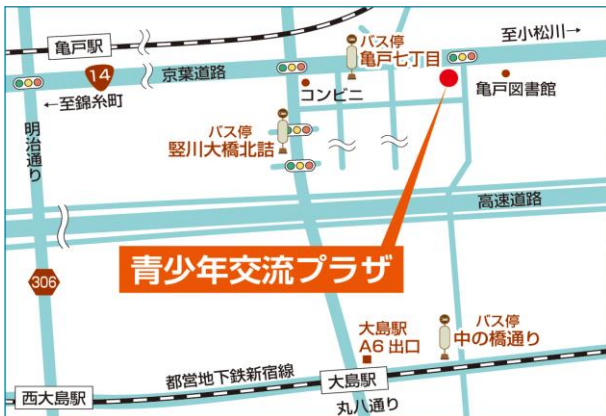 亀戸駅
バス停
亀戸七丁目
至小松川→
14
京葉道路
←至錦糸町
コンビニ
亀戸図書館
明治通り
バス停
竪川大橋北詰
高速道路
青少年交流プラザ
306
大島駅
A6 出口
バス停
中の橋通り
都営地下鉄新宿線
西大島駅
大島駅
丸八通り